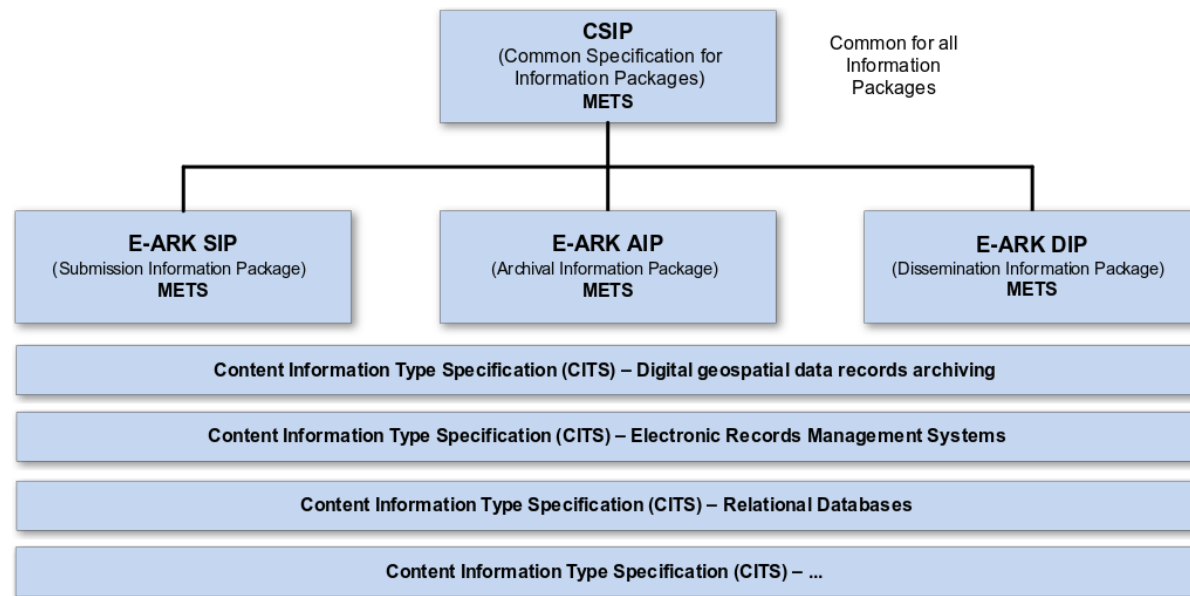 CSIP
(Common Specification for
Information Packages)
METS
Common for all
Information
Packages
E-ARK SIP
(Submission Information Package)
METS
E-ARK AIP
(Archival Information Package)
METS
E-ARK DIP
(Dissemination Information Package)
METS
Content Information Type Specification (CITS) – Digital geospatial data records archiving
Content Information Type Specification (CITS) – Electronic Records Management Systems
Content Information Type Specification (CITS) – Relational Databases
Content Information Type Specification (CITS) – ...